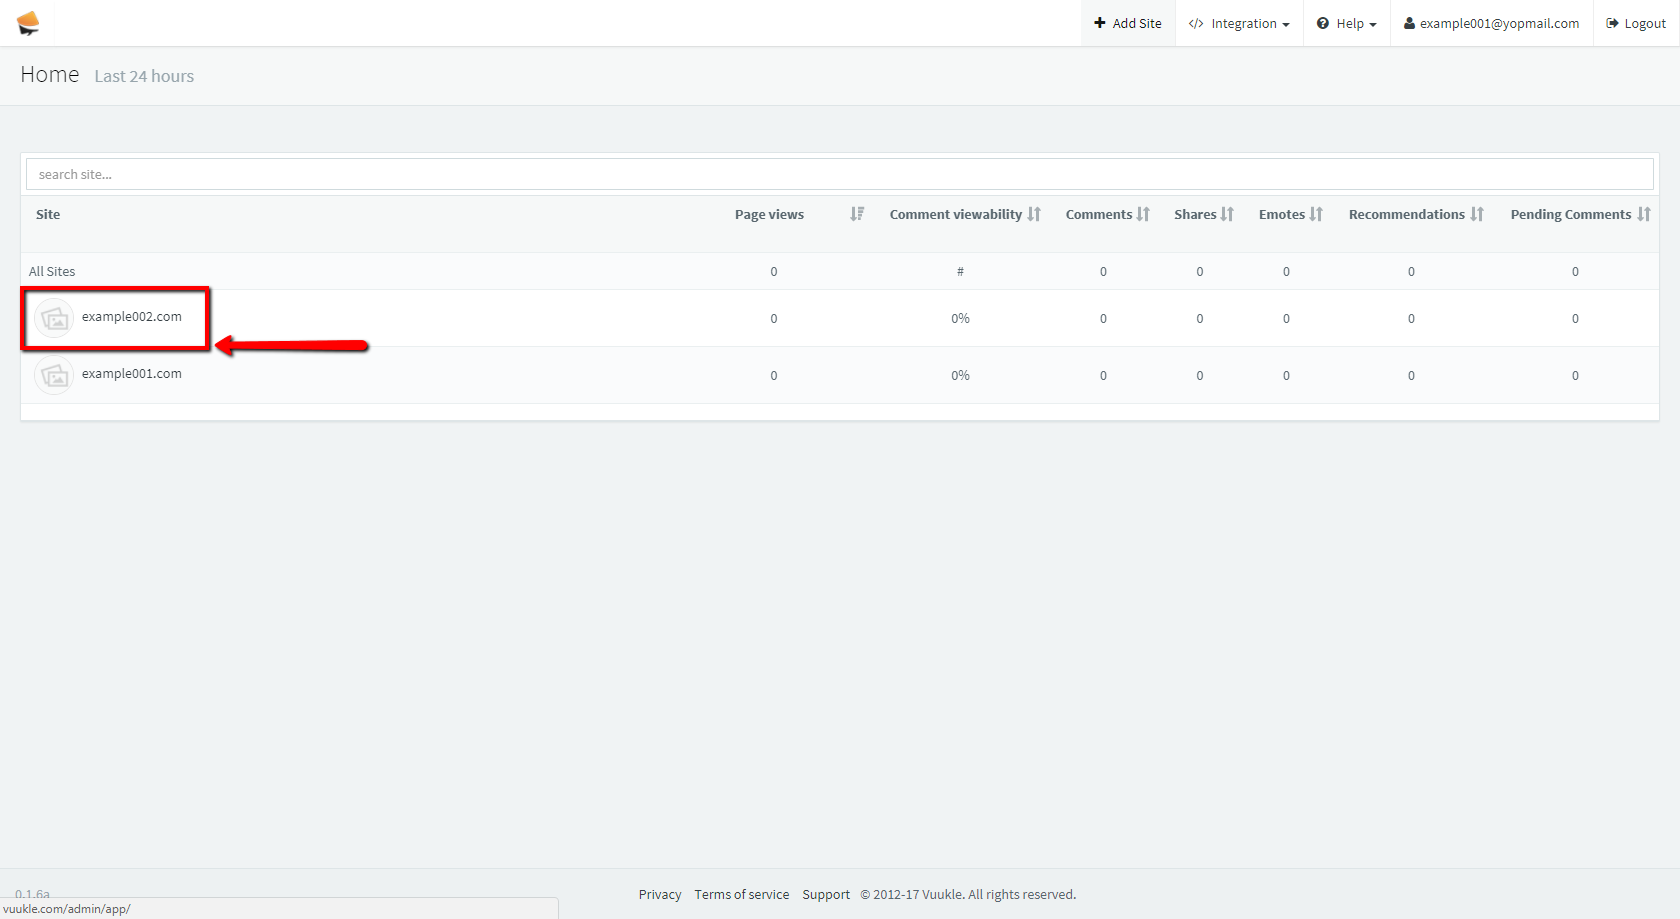 Add Site </> Integration Help example001@yopmail.com Logout
Home Last 24 hours
search site...
Site Page views Comment viewability Comments Shares Emotes Recommendations Pending Comments
All Sites 0 # 0 0 0 0 0
example002.com 0 0% 0 0 0 0 0
example001.com 0 0% 0 0 0 0 0
0.1.6a Privacy Terms of service Support © 2012-17 Vuukle. All rights reserved.
vuukle.com/admin/app/